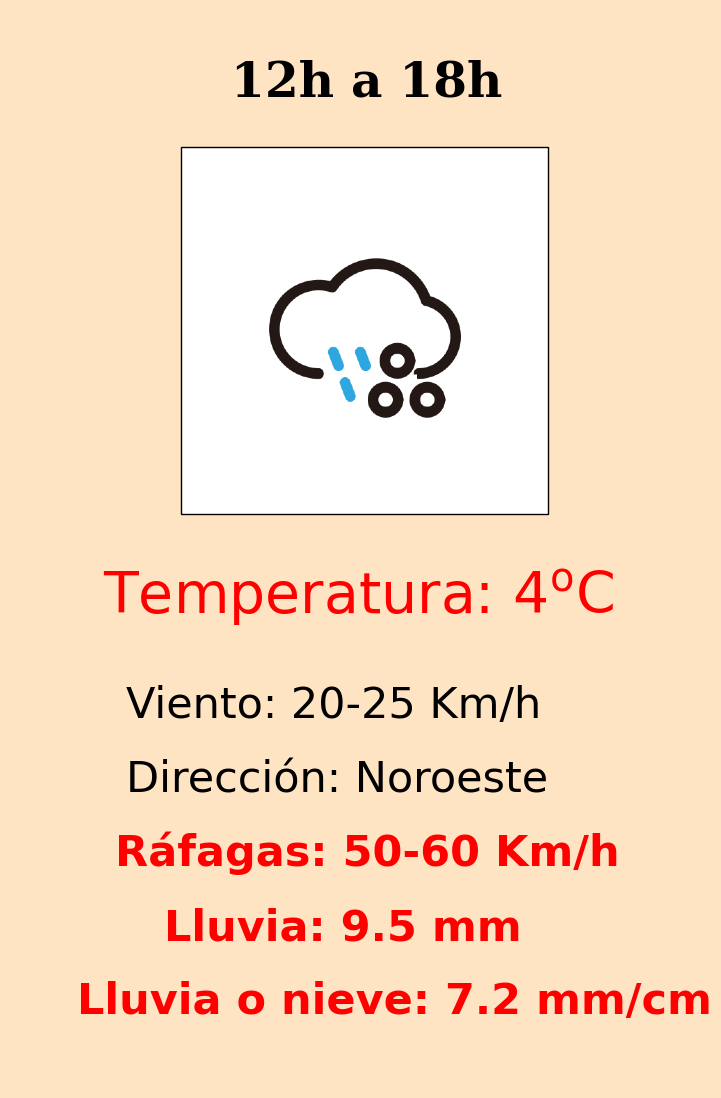 12h a 18h
Temperatura: 4ºC
Viento: 20-25 Km/h
Dirección: Noroeste
Ráfagas: 50-60 Km/h
Lluvia: 9.5 mm
Lluvia o nieve: 7.2 mm/cm